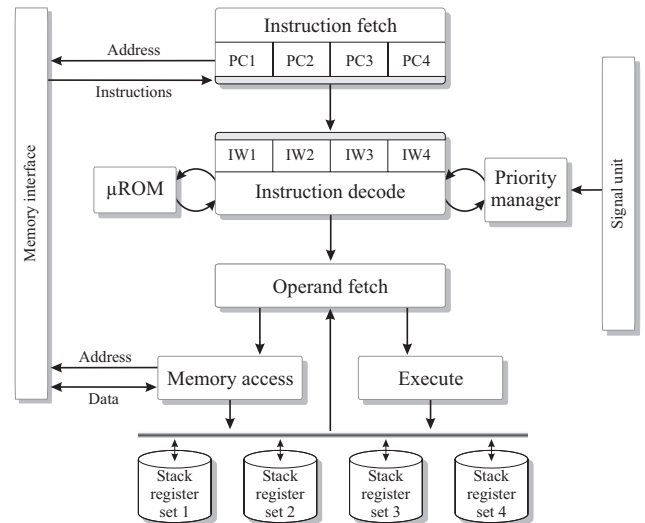 Instruction fetch
PC1 PC2 PC3 PC4
Address
Instructions
Memory interface
IW1 IW2 IW3 IW4
Instruction decode
µROM
Priority
manager
Signal unit
Operand fetch
Address
Data
Memory access
Execute
Stack
register
set 1
Stack
register
set 2
Stack
register
set 3
Stack
register
set 4